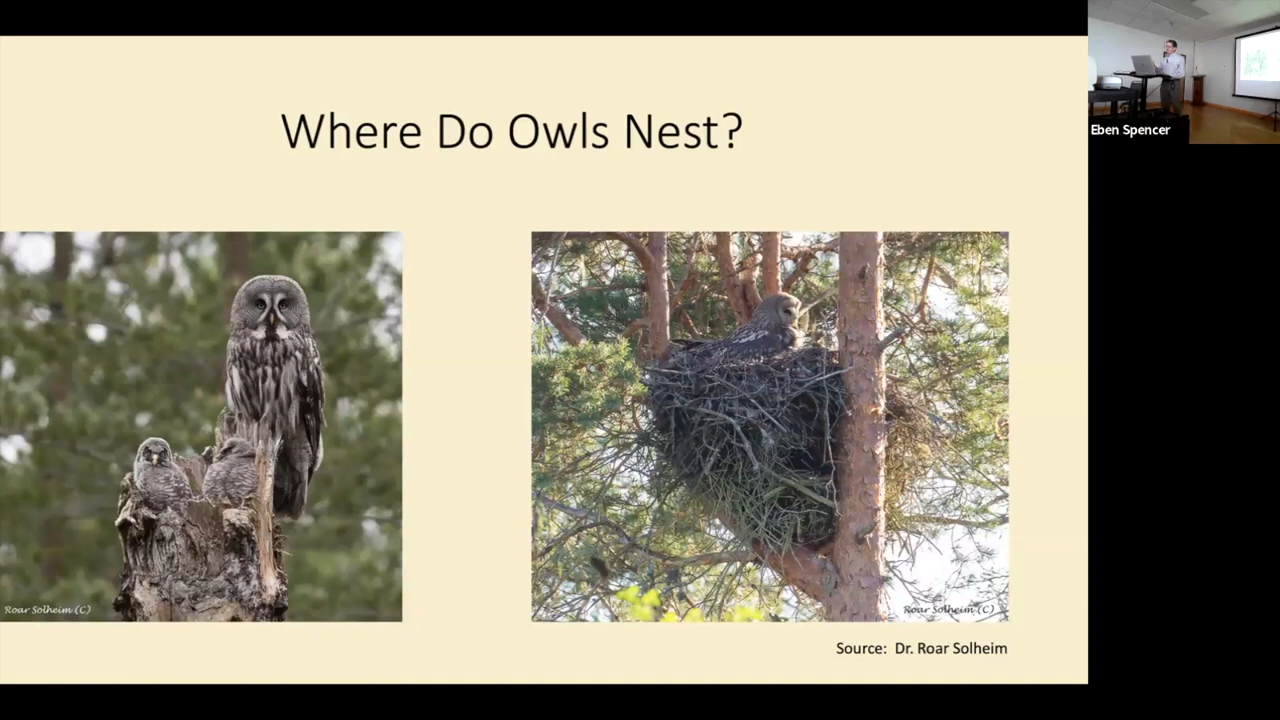 Where Do Owls Nest?
Eben Spencer
Roar Solheim (C)
Roar Solheim (C)
Source: Dr. Roar Solheim